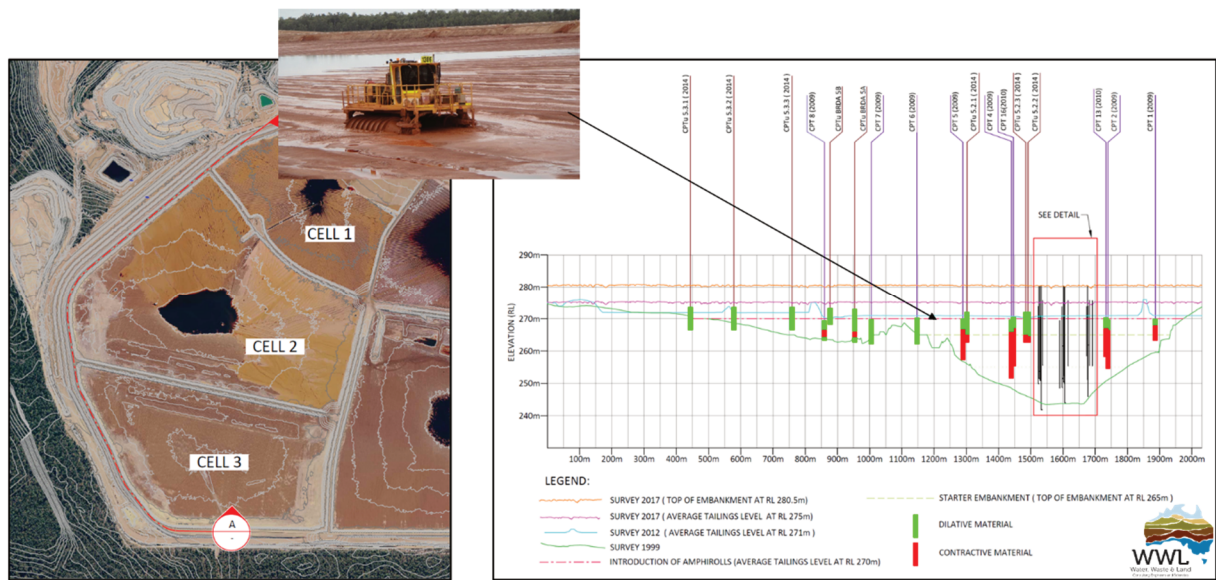 CELL 1
CELL 2
CELL 3
A
-
CPTu 5.3.1 ( 2014 )
CPTu 5.3.2 ( 2014 )
CPTu 5.3.3 ( 2014 )
CPT 8 (2009)
CPTu BRDA 5B
CPTu BRDA 5A
CPT 7 (2009)
CPT 6 (2009)
CPT 5 (2009)
CPTu 5.2.1 ( 2014 )
CPT 4 (2009)
CPT 16(2010)
CPTu 5.2.3 ( 2014 )
CPTu 5.2.2 ( 2014 )
CPT 13 (2010)
CPT 2 (2009)
CPT 1 (2009)
SEE DETAIL
ELEVATION (RL)
290m
280m
270m
260m
250m
240m
100m 200m 300m 400m 500m 600m 700m 800m 900m 1000m 1100m 1200m 1300m 1400m 1500m 1600m 1700m 1800m 1900m 2000m
LEGEND:
SURVEY 2017 ( TOP OF EMBANKMENT AT RL 280.5m)
SURVEY 2017 ( AVERAGE TAILINGS LEVEL AT RL 275m)
SURVEY 2012 ( AVERAGE TAILINGS LEVEL AT RL 271m )
SURVEY 1999
INTRODUCTION OF AMPHIROLLS (AVERAGE TAILINGS LEVEL AT RL 270m)
STARTER EMBANKMENT ( TOP OF EMBANKMENT AT RL 265m )
DILATIVE MATERIAL
CONTRACTIVE MATERIAL
WWL
Water, Waste & Land